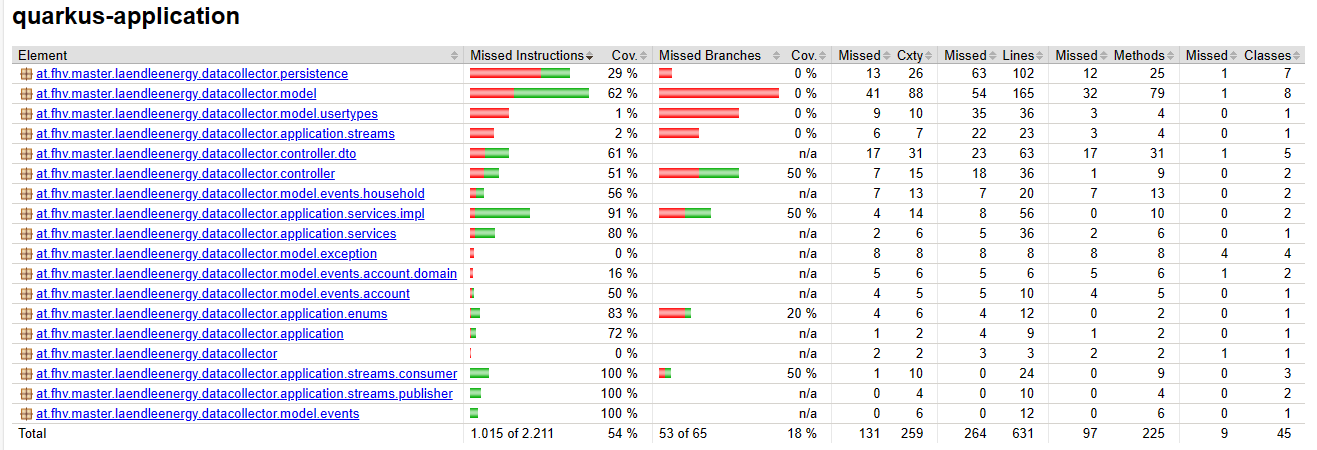 quarkus-application
Element Missed Instructions Cov. Missed Branches Cov. Missed Cxty Missed Lines Missed Methods Missed Classes
at.fhv.master.laendleenergy.datacollector.persistence 29 % 0 % 13 26 63 102 12 25 1 7
at.fhv.master.laendleenergy.datacollector.model 62 % 0 % 41 88 54 165 32 79 1 8
at.fhv.master.laendleenergy.datacollector.model.usertypes 1 % 0 % 9 10 35 36 3 4 0 1
at.fhv.master.laendleenergy.datacollector.application.streams 2 % 0 % 6 7 22 23 3 4 0 1
at.fhv.master.laendleenergy.datacollector.controller.dto 61 % n/a 17 31 23 63 17 31 1 5
at.fhv.master.laendleenergy.datacollector.controller 51 % 50 % 7 15 18 36 1 9 0 2
at.fhv.master.laendleenergy.datacollector.model.events.household 56 % n/a 7 13 7 20 7 13 0 2
at.fhv.master.laendleenergy.datacollector.application.services.impl 91 % 50 % 4 14 8 56 0 10 0 2
at.fhv.master.laendleenergy.datacollector.application.services 80 % n/a 2 6 5 36 2 6 0 1
at.fhv.master.laendleenergy.datacollector.model.exception 0 % n/a 8 8 8 8 8 8 4 4
at.fhv.master.laendleenergy.datacollector.model.events.account.domain 16 % n/a 5 6 5 6 5 6 1 2
at.fhv.master.laendleenergy.datacollector.model.events.account 50 % n/a 4 5 5 10 4 5 0 1
at.fhv.master.laendleenergy.datacollector.application.enums 83 % 20 % 4 6 4 12 0 2 0 1
at.fhv.master.laendleenergy.datacollector.application 72 % n/a 1 2 4 9 1 2 0 1
at.fhv.master.laendleenergy.datacollector 0 % n/a 2 2 3 3 2 2 1 1
at.fhv.master.laendleenergy.datacollector.application.streams.consumer 100 % 50 % 1 10 0 24 0 9 0 3
at.fhv.master.laendleenergy.datacollector.application.streams.publisher 100 % n/a 0 4 0 10 0 4 0 2
at.fhv.master.laendleenergy.datacollector.model.events 100 % n/a 0 6 0 12 0 6 0 1
Total 1.015 of 2.211 54 % 53 of 65 18 % 131 259 264 631 97 225 9 45